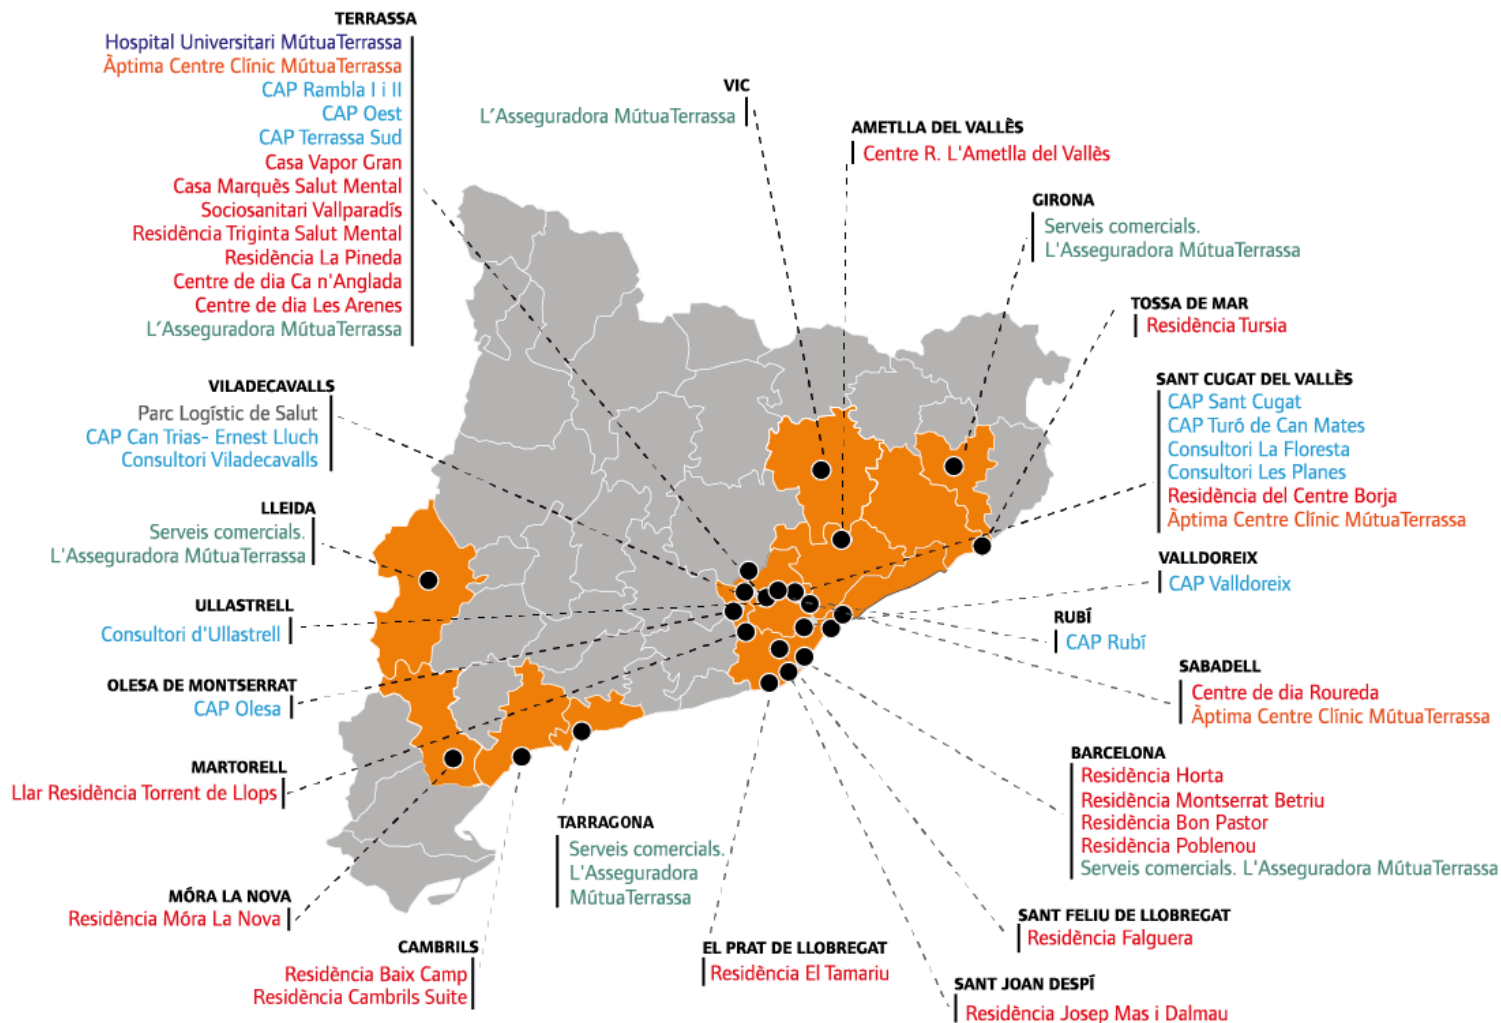 TERRASSA
Hospital Universitari MútuaTerrassa
Àptima Centre Clínic MútuaTerrassa
CAP Rambla I i II
CAP Oest
CAP Terrassa Sud
Casa Vapor Gran
Casa Marquès Salut Mental
Sociosanitari Vallparadís
Residència Triginta Salut Mental
Residència La Pineda
Centre de dia Ca n'Anglada
Centre de dia Les Arenes
L'Asseguradora MútuaTerrassa
VIC
L'Asseguradora MútuaTerrassa
AMETLLA DEL VALLÈS
Centre R. L'Ametlla del Vallès
GIRONA
Serveis comercials.
L'Asseguradora MútuaTerrassa
TOSSA DE MAR
Residència Tursia
SANT CUGAT DEL VALLÈS
CAP Sant Cugat
CAP Turó de Can Mates
Consultori La Floresta
Consultori Les Planes
Residència del Centre Borja
Àptima Centre Clínic MútuaTerrassa
VALLDOREIX
CAP Valldoreix
RUBÍ
CAP Rubí
SABADELL
Centre de dia Roureda
Àptima Centre Clínic MútuaTerrassa
BARCELONA
Residència Horta
Residència Montserrat Betriu
Residència Bon Pastor
Residència Poblenou
Serveis comercials. L'Asseguradora MútuaTerrassa
SANT FELIU DE LLOBREGAT
Residència Falguera
SANT JOAN DESPÍ
Residència Josep Mas i Dalmau
EL PRAT DE LLOBREGAT
Residència El Tamariu
TARRAGONA
Serveis comercials.
L'Asseguradora
MútuaTerrassa
CAMBRILS
Residència Baix Camp
Residència Cambrils Suite
MÓRA LA NOVA
Residència Móra La Nova
MARTORELL
Llar Residència Torrent de Llops
OLESA DE MONTSERRAT
CAP Olesa
ULLASTRELL
Consultori d'Ullastrell
LLEIDA
Serveis comercials.
L'Asseguradora MútuaTerrassa
VILADECAVALLS
Parc Logístic de Salut
CAP Can Trias- Ernest Lluch
Consultori Viladecavalls